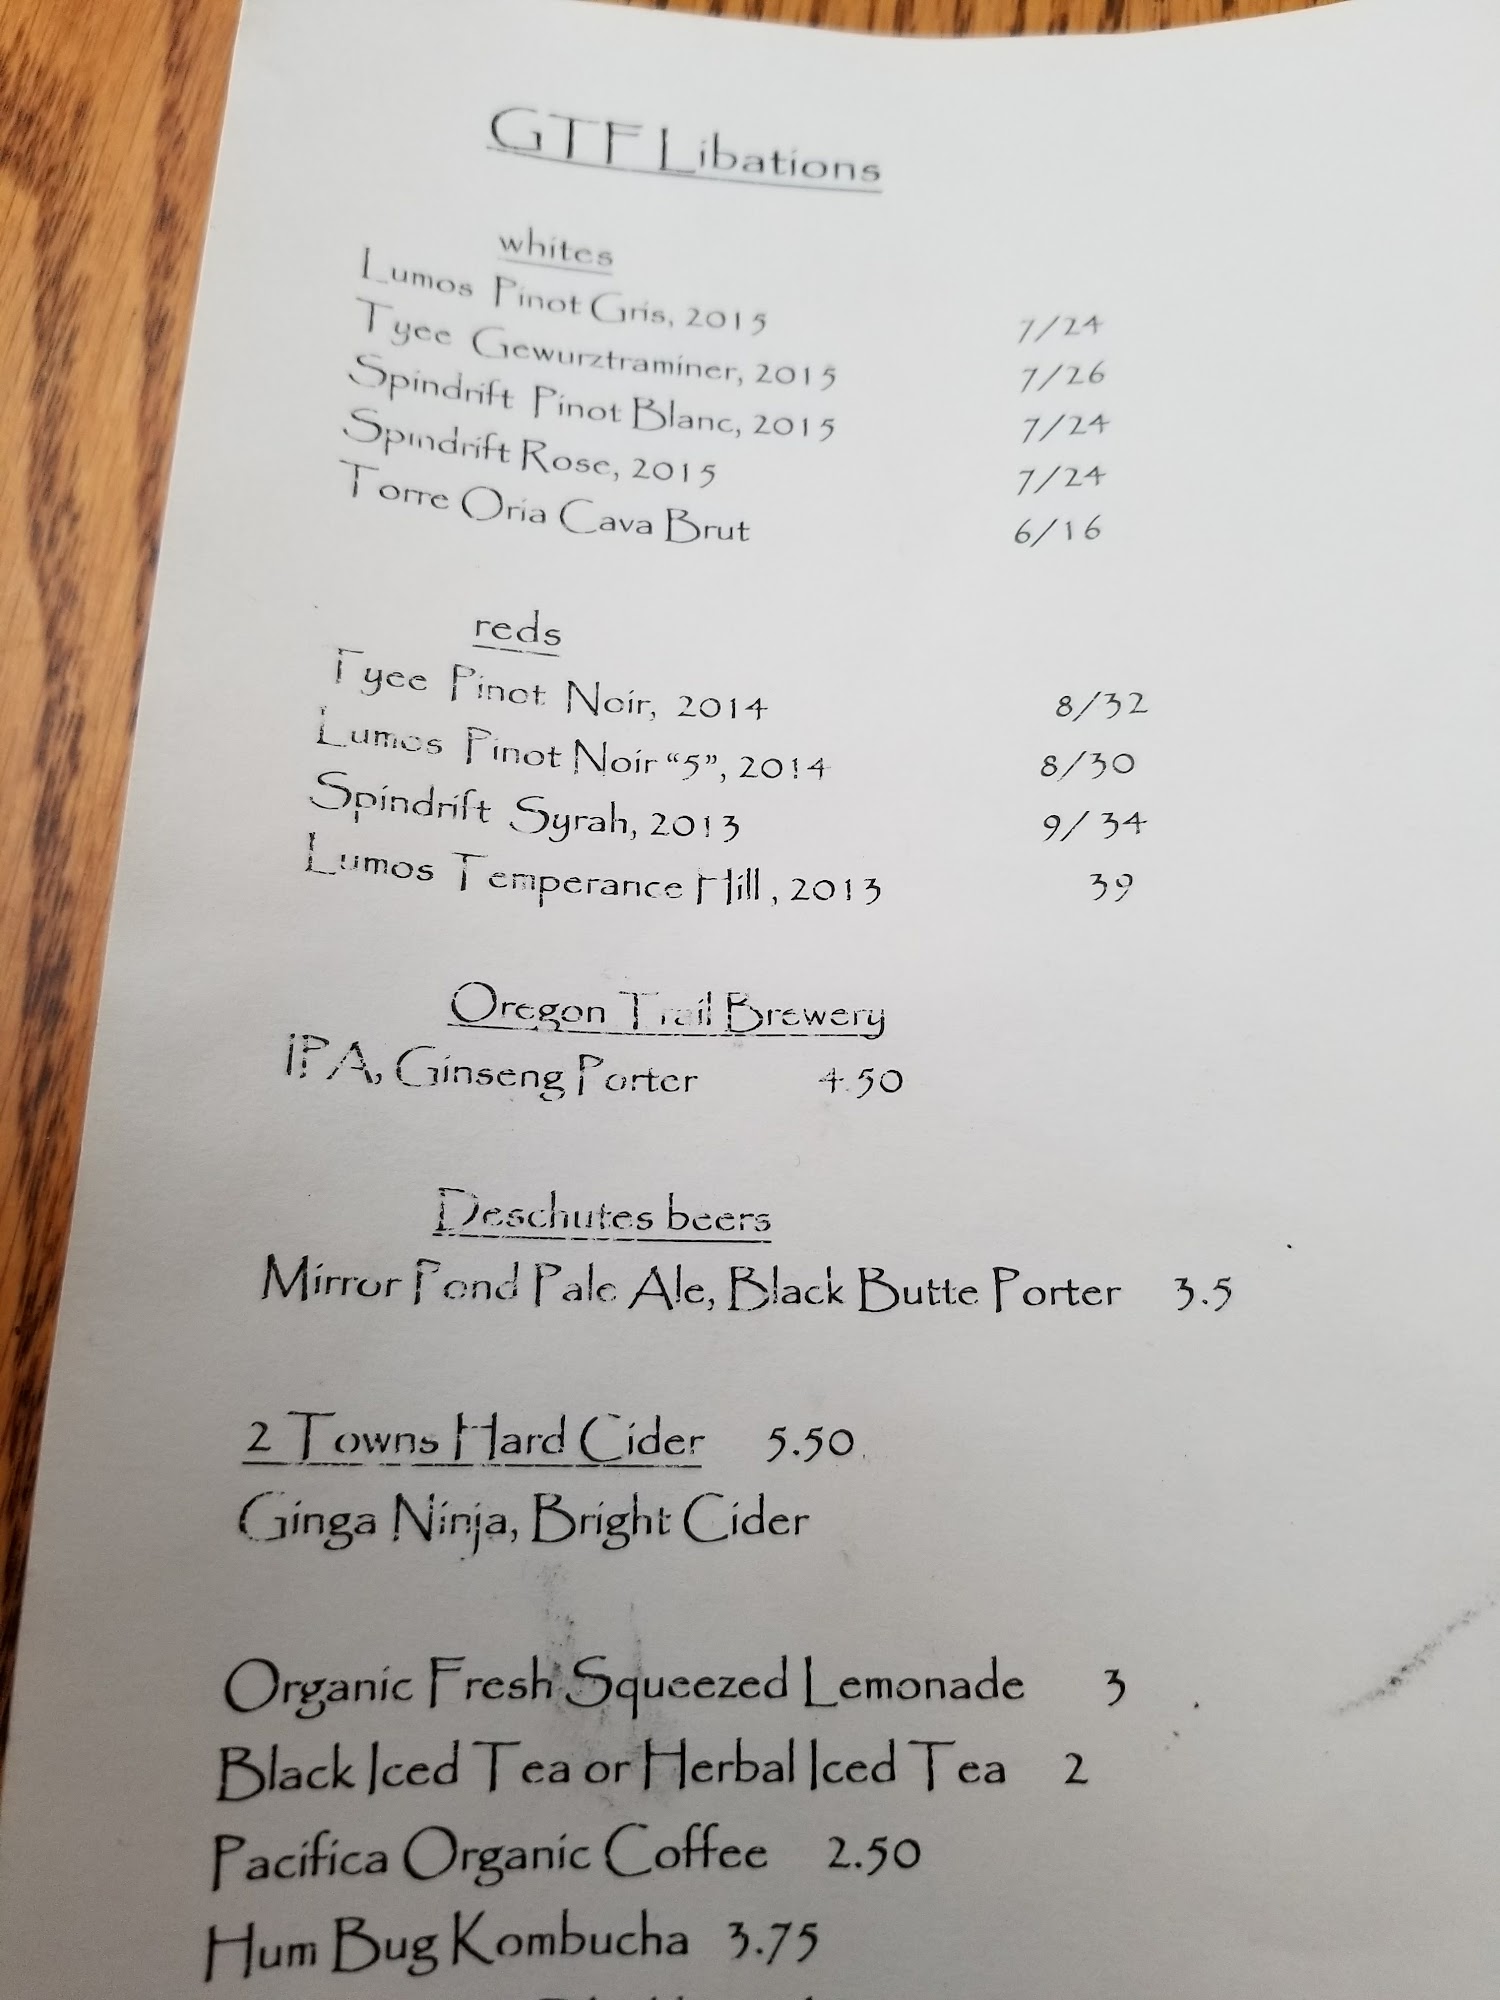 GTF Libations
whites
Lumos Pinot Gris, 2015 7/24
Tyee Gewurztraminer, 2015 7/26
Spindrift Pinot Blanc, 2015 7/24
Spindrift Rose, 2015 7/24
Torre Oria Cava Brut 6/16
reds
Tyee Pinot Noir, 2014 8/32
Lumos Pinot Noir “5”, 2014 8/30
Spindrift Syrah, 2013 9/ 34
Lumos Temperance Hill , 2013 39
Oregon Trail Brewery
IPA, Ginseng Porter 4.50
Deschutes beers
Mirror Pond Pale Ale, Black Butte Porter 3.5
2 Towns Hard Cider 5.50
Ginga Ninja, Bright Cider
Organic Fresh Squeezed Lemonade 3
Black Iced Tea or Herbal Iced Tea 2
Pacifica Organic Coffee 2.50
Hum Bug Kombucha 3.75